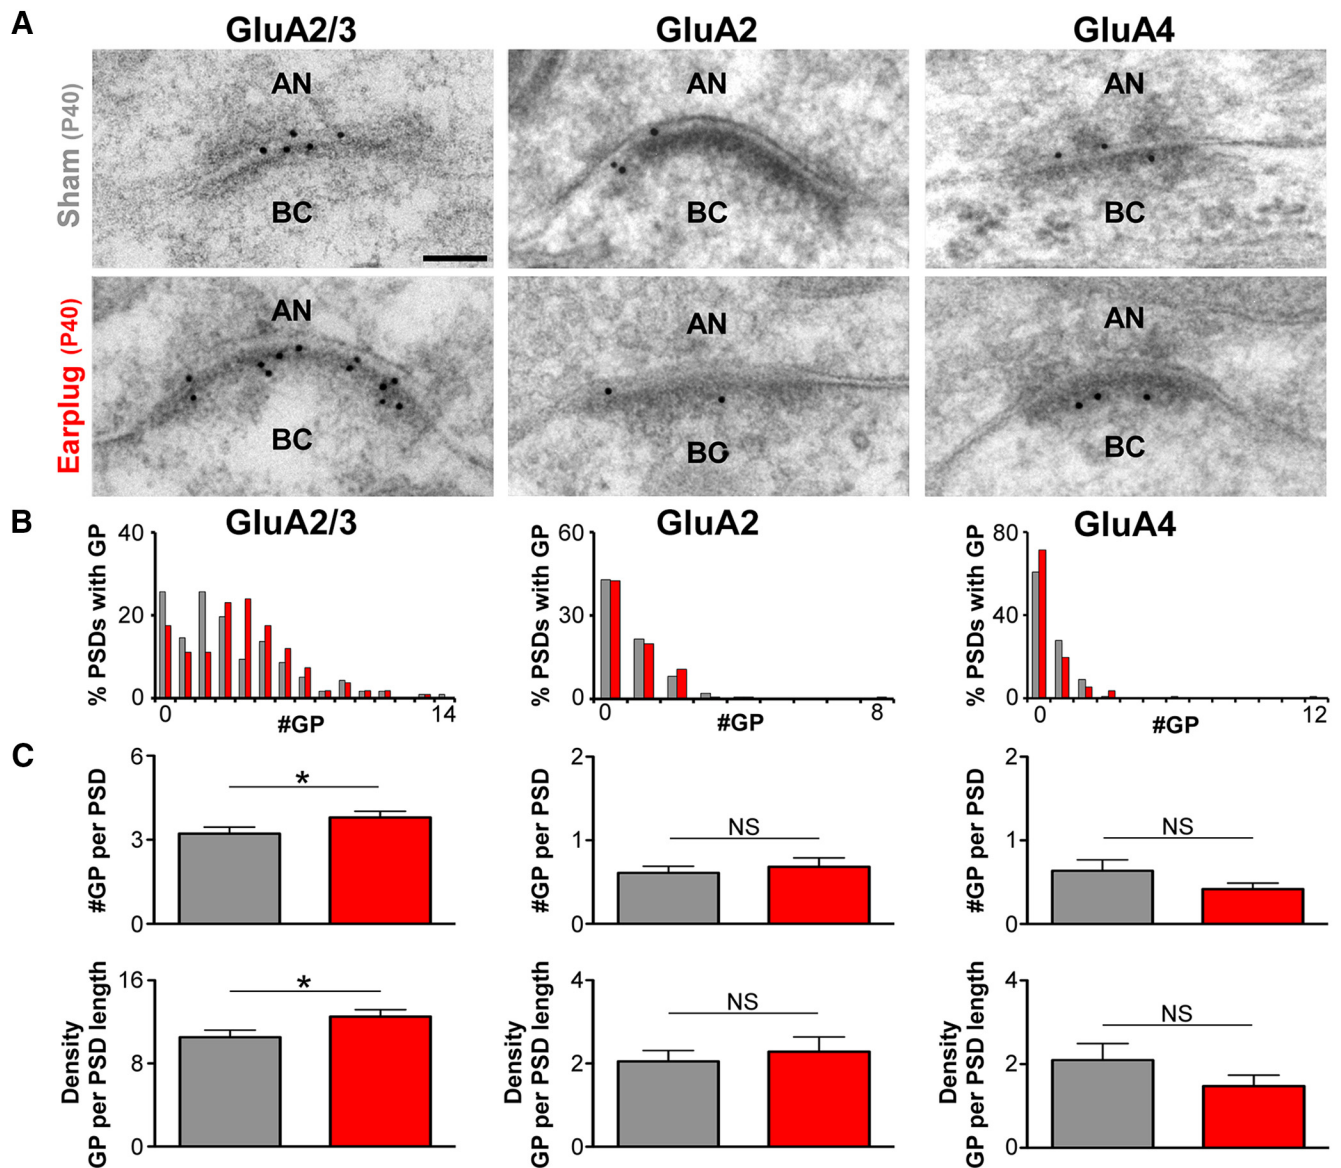 A
GluA2/3
GluA2
GluA4
Sham (P40)
AN
BC
AN
BC
AN
BC
Earplug (P40)
AN
BC
AN
BC
AN
BC
B
GluA2/3
GluA2
GluA4
% PSDs with GP
40
20
0
0
14
#GP
% PSDs with GP
60
30
0
0
8
#GP
% PSDs with GP
80
40
0
0
12
#GP
C
#GP per PSD
6
3
0
*
#GP per PSD
2
1
0
NS
#GP per PSD
2
1
0
NS
Density
GP per PSD length
16
8
0
*
Density
GP per PSD length
4
2
0
NS
Density
GP per PSD length
4
2
0
NS